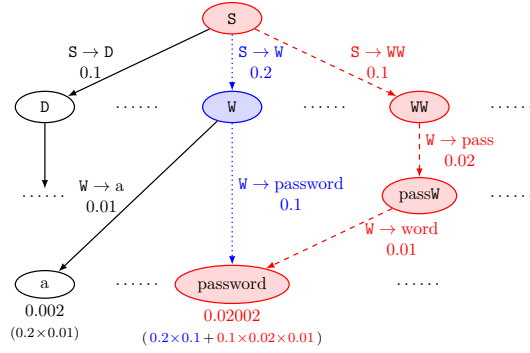 S
S → D
0.1
S → W
0.2
S → WW
0.1
D
......
W
......
WW
......
W → pass
0.02
......
W → a
0.01
W → password
0.1
passW
......
W → word
0.01
a
......
password
......
0.002
(0.2×0.01)
0.02002
(0.2×0.1+0.1×0.02×0.01)